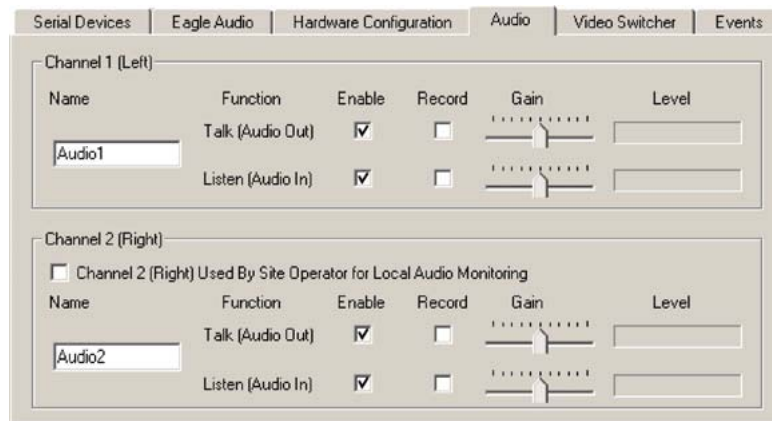 Serial Devices Eagle Audio Hardware Configuration Audio Video Switcher Events
Channel 1 (Left)
Name Function Enable Record Gain Level
Talk (Audio Out)
Audio1
Listen (Audio In)
Channel 2 (Right)
Channel 2 (Right) Used By Site Operator for Local Audio Monitoring
Name Function Enable Record Gain Level
Talk (Audio Out)
Audio2
Listen (Audio In)